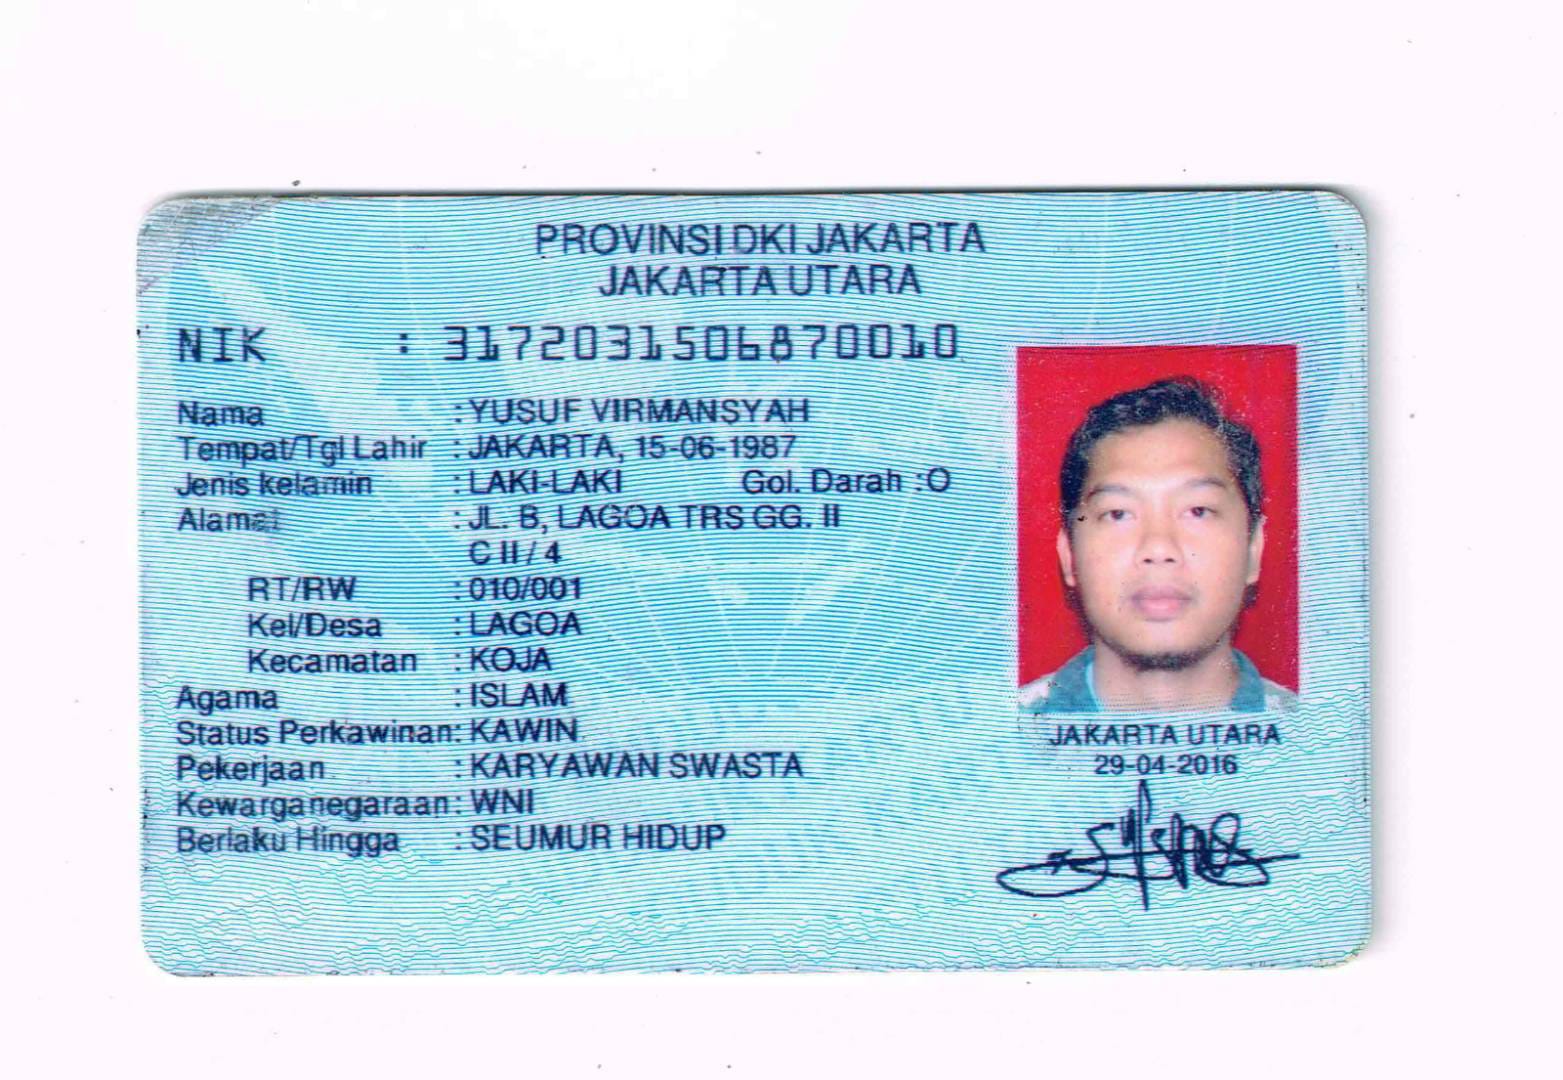 PROVINSI DKI JAKARTA
JAKARTA UTARA
NIK : 3172031506870010
Nama : YUSUF VIRMANSYAH
Tempat/Tgl Lahir : JAKARTA, 15-06-1987
Jenis kelamin : LAKI-LAKI Gol. Darah : O
Alamat : JL. B, LAGOA TRS GG. II
C II / 4
RT/RW : 010/001
Kel/Desa : LAGOA
Kecamatan : KOJA
Agama : ISLAM
Status Perkawinan: KAWIN
Pekerjaan : KARYAWAN SWASTA
Kewarganegaraan: WNI
Berlaku Hingga : SEUMUR HIDUP
JAKARTA UTARA
29-04-2016